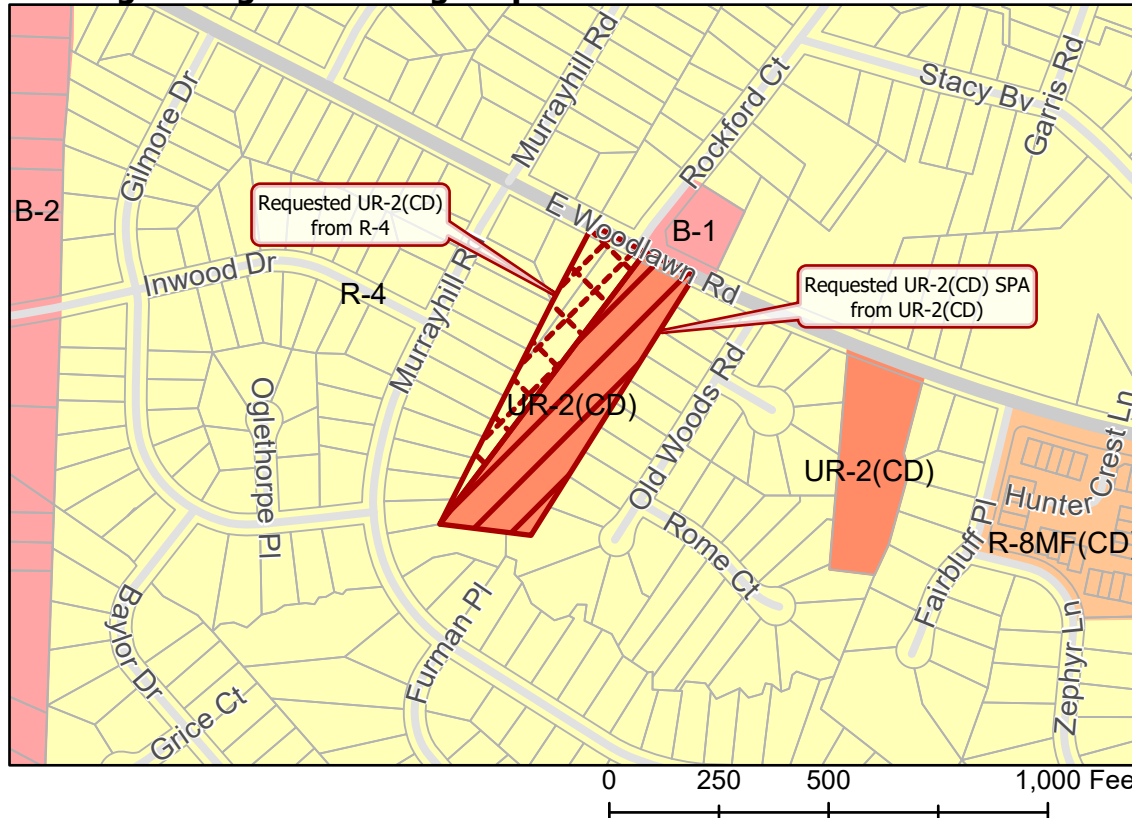 Gilmore Dr
Murrayhill Rd
Rockford Ct
Stacy Bv
Garris Rd
B-2
Requested UR-2(CD)
from R-4
E Woodlawn Rd
B-1
Inwood Dr
R-4
Murrayhill Rd
Requested UR-2(CD) SPA
from UR-2(CD)
Oglethorpe Pl
UR-2(CD)
Old Woods Rd
UR-2(CD)
Hunter Crest Ln
R-8MF(CD)
Rome Ct
Fairbluff Pl
Baylor Dr
Furman Pl
Zephyr Ln
Grice Ct
0 250 500 1,000 Fee